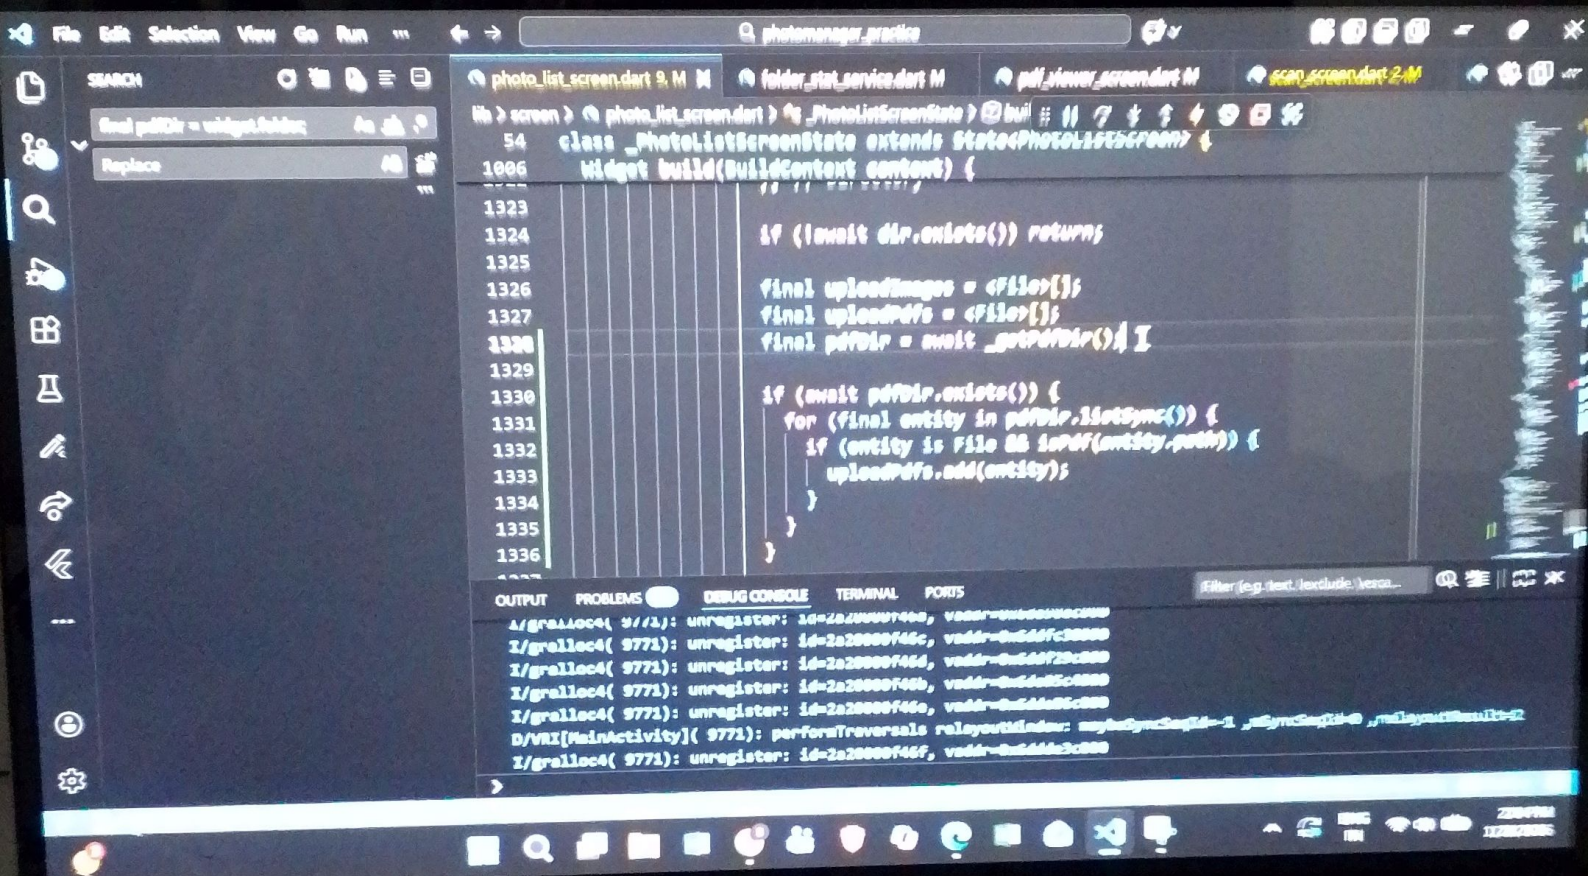 File Edit Selection View Go Run ... photomanager_practice
SEARCH
final pdfDir = widget.folder;
Replace
photo_list_screen.dart 9, M
folder_stat_service.dart M
pdf_viewer_screen.dart M
scan_screen.dart 2, M
lib > screen > photo_list_screen.dart > _PhotoListScreenState > bui
54 class _PhotoListScreenState extends State<PhotoListScreen> {
1006 Widget build(BuildContext context) {
1323
1324 if (!await dir.exists()) return;
1325
1326 final uploadImages = <File>[];
1327 final uploadPdfs = <File>[];
1328 final pdfDir = await _getPdfDir();
1329
1330 if (await pdfDir.exists()) {
1331 for (final entity in pdfDir.listSync()) {
1332 if (entity is File && isPdf(entity.path)) {
1333 uploadPdfs.add(entity);
1334 }
1335 }
1336 }
OUTPUT PROBLEMS DEBUG CONSOLE TERMINAL PORTS
Filter (e.g. text, !exclude, \esca...
I/gralloc4( 9771): unregister: id=2a20000f46c,
I/gralloc4( 9771): unregister: id=2a20000f46d,
I/gralloc4( 9771): unregister: id=2a20000f46b,
I/gralloc4( 9771): unregister: id=2a20000f46e,
D/VRI[MainActivity]( 9771): performTraversals relayoutWindow:
I/gralloc4( 9771): unregister: id=2a20000f46f,